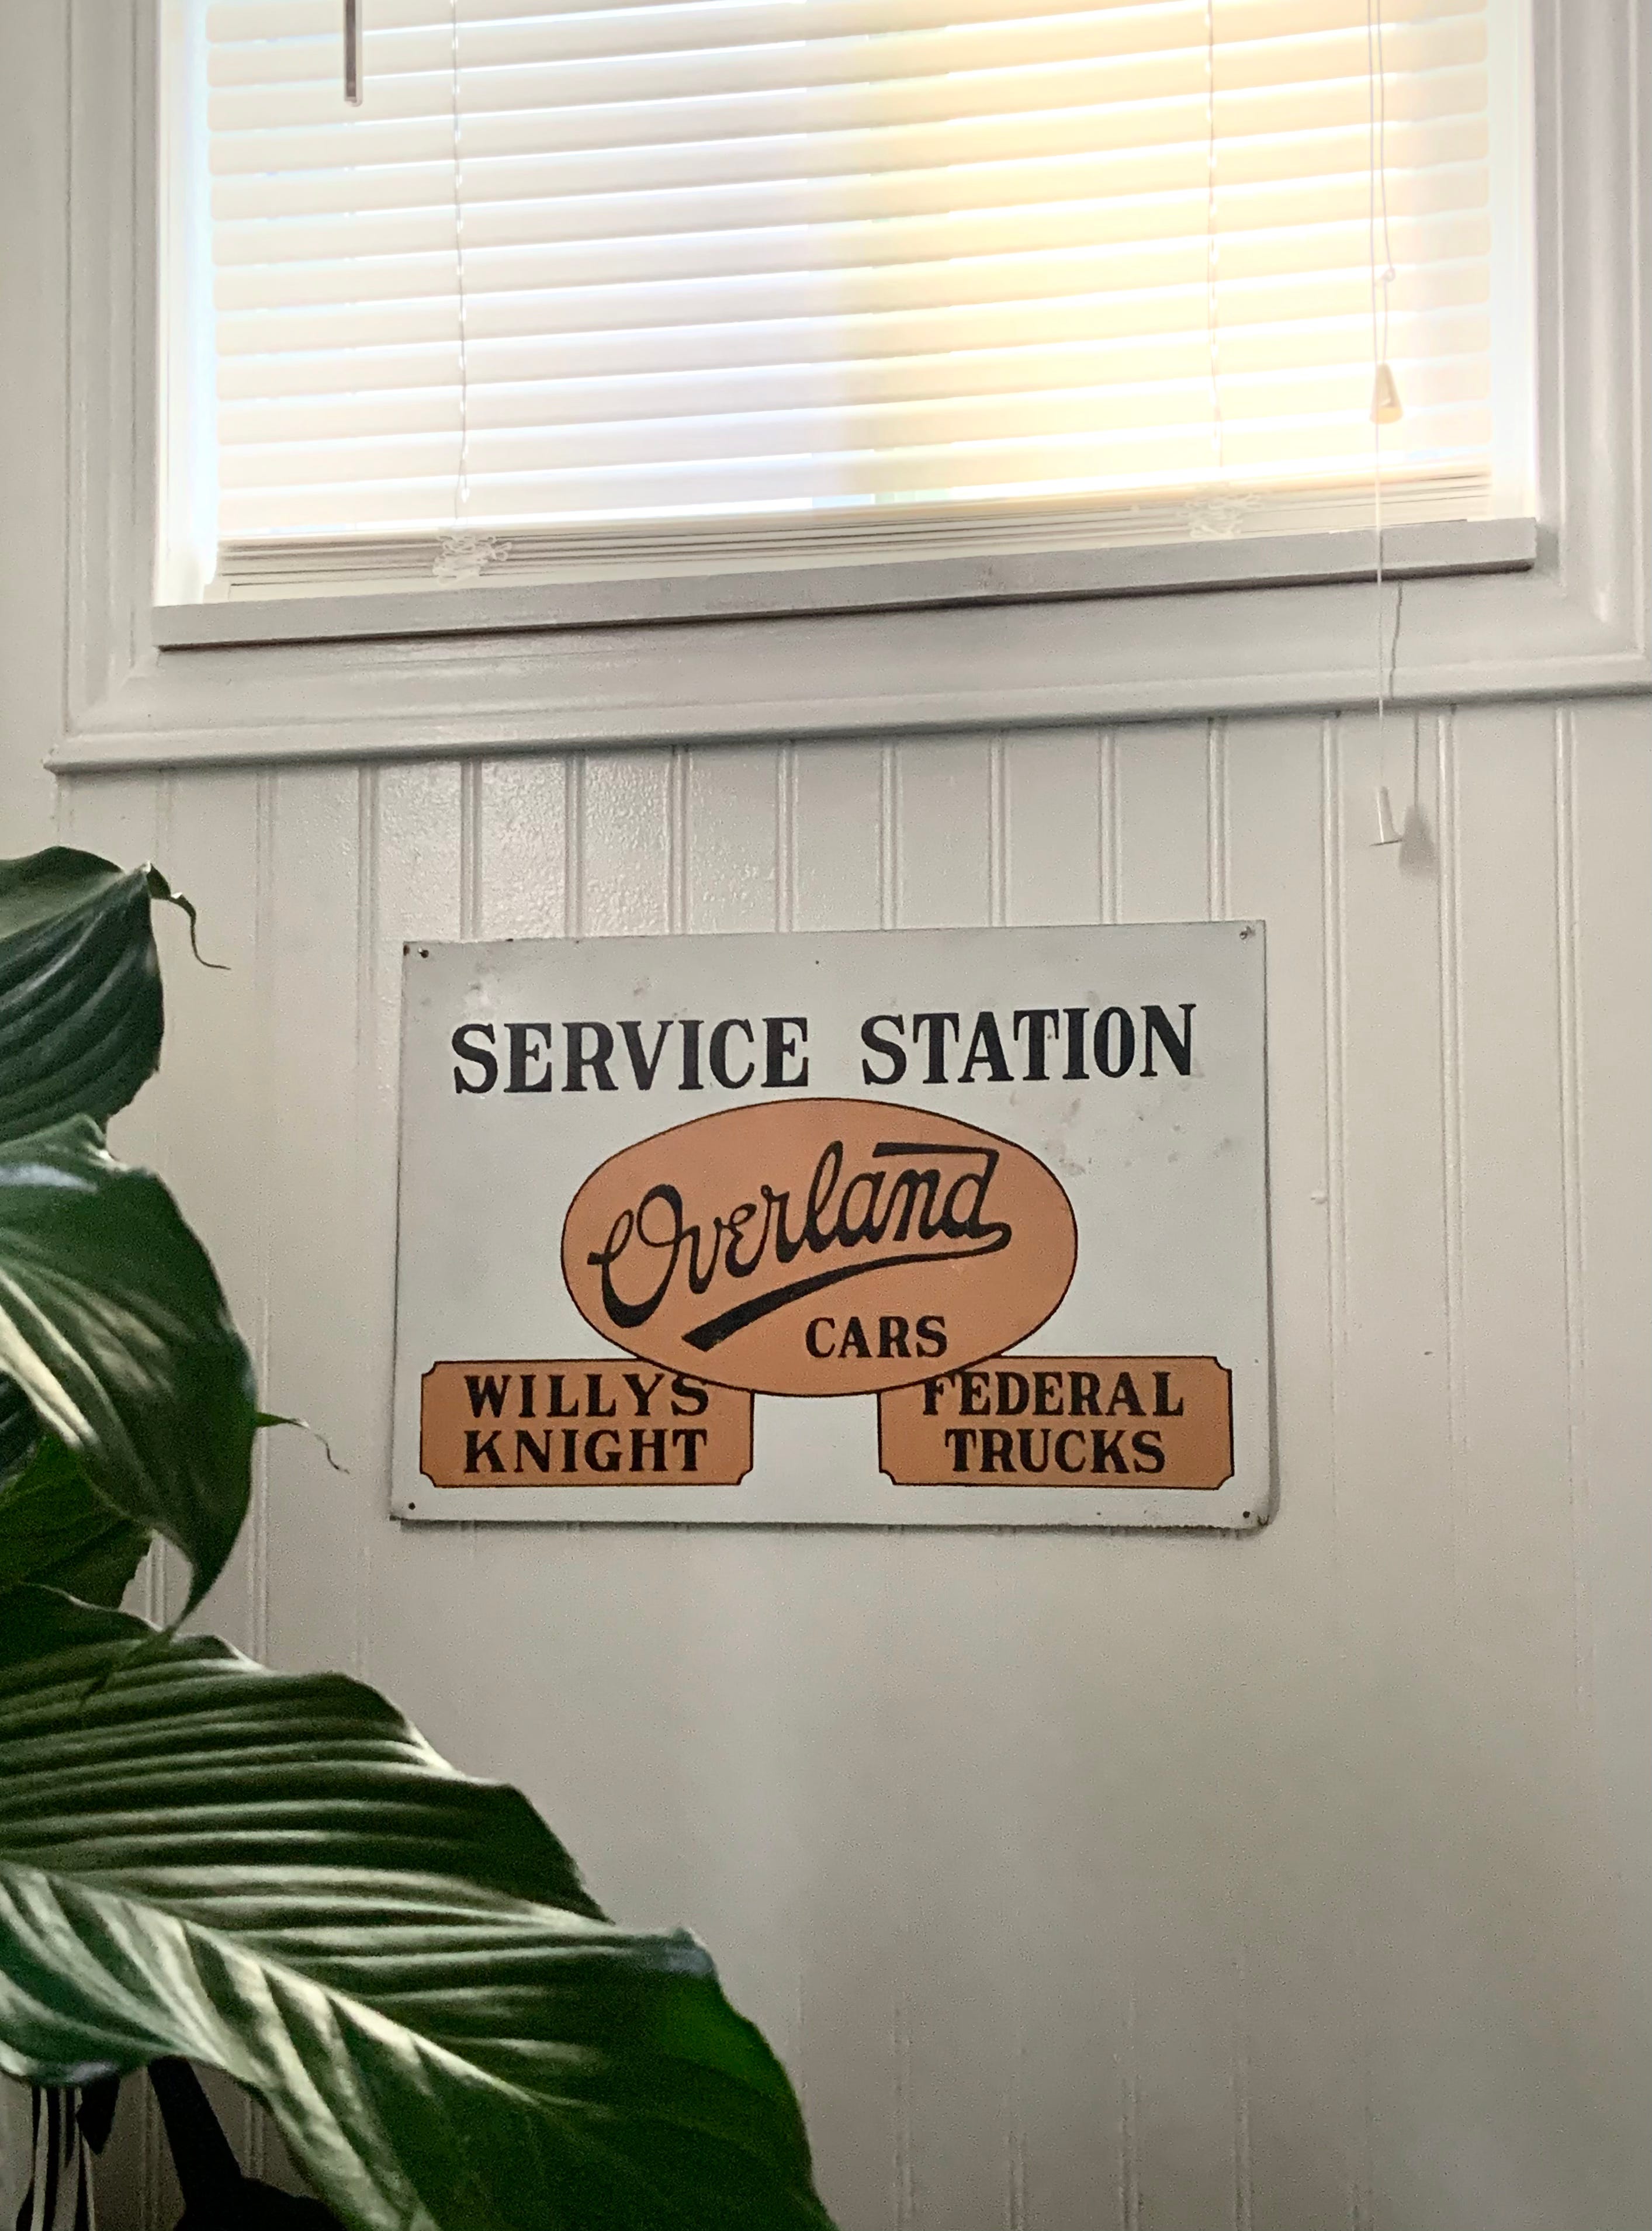 SERVICE STATION
Overland
CARS
WILLYS
KNIGHT
FEDERAL
TRUCKS